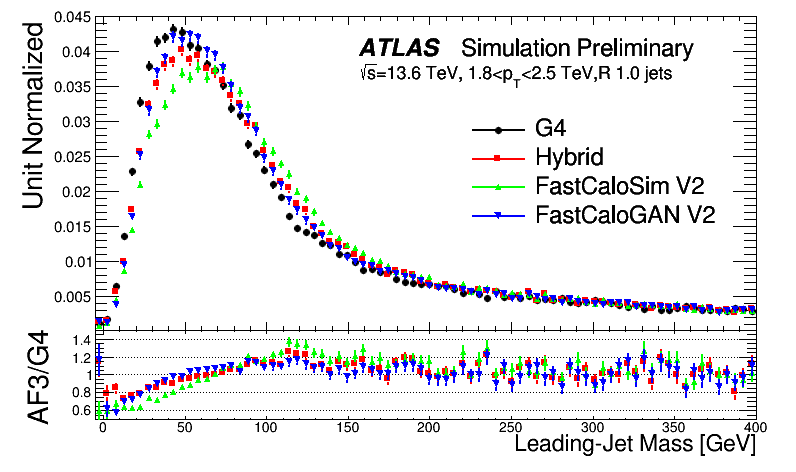 0.045
0.04
0.035
0.03
0.025
0.02
0.015
0.01
0.005
Unit Normalized
ATLAS Simulation Preliminary
√s=13.6 TeV, 1.8<p_T<2.5 TeV,R 1.0 jets
G4
Hybrid
FastCaloSim V2
FastCaloGAN V2
1.4
1.2
1
0.8
0.6
AF3/G4
0 50 100 150 200 250 300 350 400
Leading-Jet Mass [GeV]